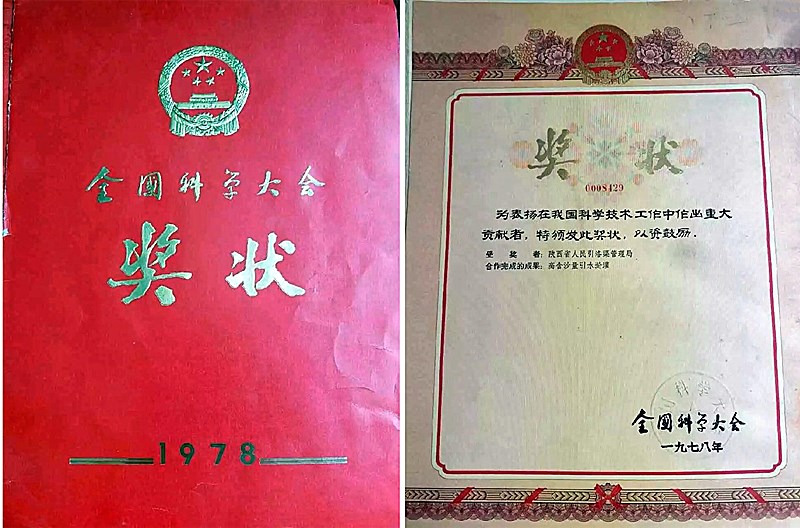 全国科学大会
奖状
1978
奖状
0008429
为表扬在我国科学技术工作中作出重大
贡献者，特颁发此奖状，以资鼓励．
受奖者：陕西省人民引洛渠管理局
合作完成的成果：高含沙量引水淤灌
全国科学大会
一九七八年